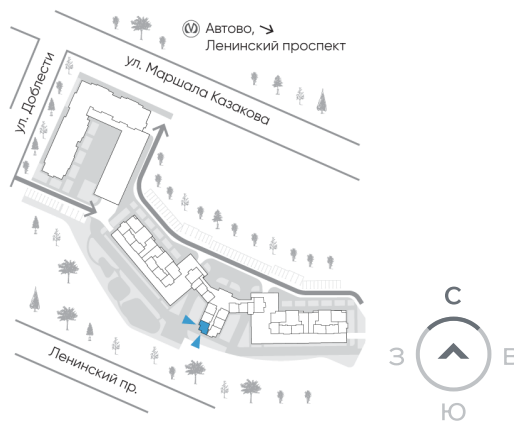 М Автово, ↘
Ленинский проспект
ул. Маршала Казакова
ул. Доблести
Ленинский пр.
С
З
В
Ю